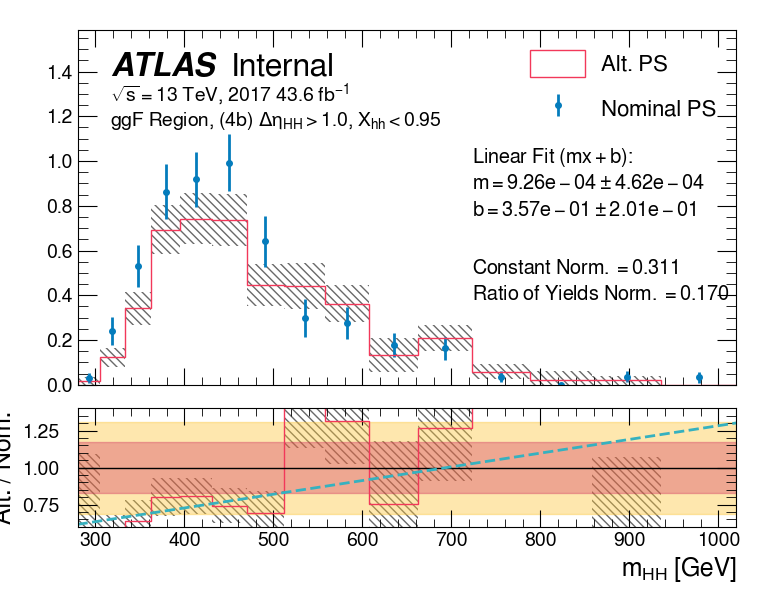 ATLAS Internal
√s = 13 TeV, 2017 43.6 fb⁻¹
ggF Region, (4b) Δη_HH > 1.0, X_hh < 0.95
Alt. PS
Nominal PS
Linear Fit (mx + b):
m = 9.26e − 04 ± 4.62e − 04
b = 3.57e − 01 ± 2.01e − 01
Constant Norm. = 0.311
Ratio of Yields Norm. = 0.170
1.4
1.2
1.0
0.8
0.6
0.4
0.2
0.0
Alt. / Nom.
1.25
1.00
0.75
300 400 500 600 700 800 900 1000
m_HH [GeV]